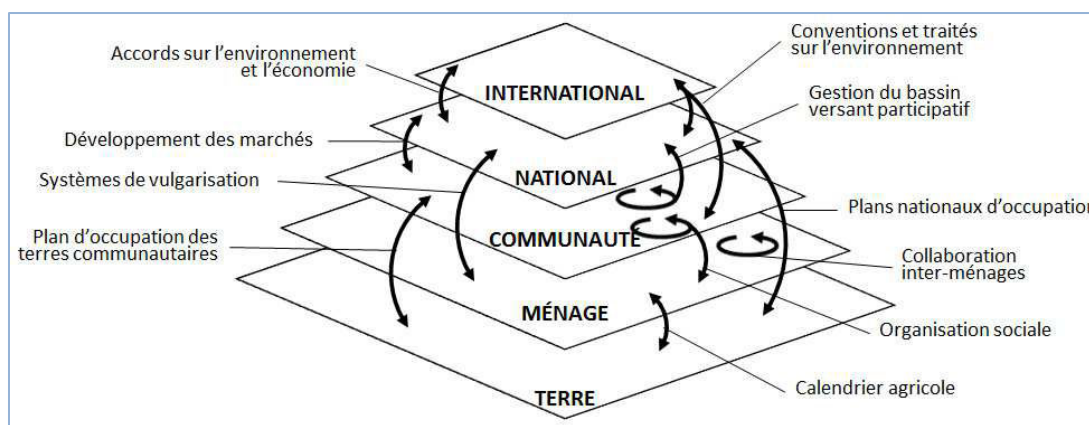 Accords sur l'environnement
et l'économie
Développement des marchés
Systèmes de vulgarisation
Plan d'occupation des
terres communautaires
INTERNATIONAL
NATIONAL
COMMUNAUTÉ
MÉNAGE
TERRE
Conventions et traités
sur l'environnement
Gestion du bassin
versant participatif
Plans nationaux d'occupation
Collaboration
inter-ménages
Organisation sociale
Calendrier agricole